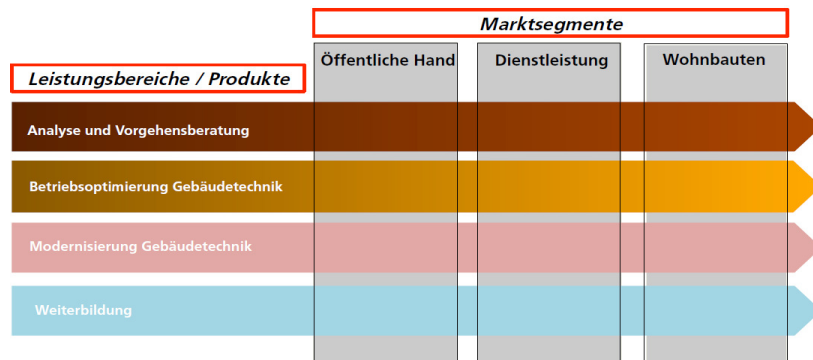 Marktsegmente
Öffentliche Hand
Dienstleistung
Wohnbauten
Leistungsbereiche / Produkte
Analyse und Vorgehensberatung
Betriebsoptimierung Gebäudetechnik
Modernisierung Gebäudetechnik
Weiterbildung